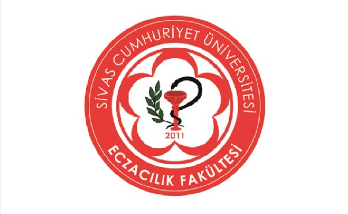 SİVAS CUMHURİYET ÜNİVERSİTESİ
2011
ECZACILIK FAKÜLTESİ